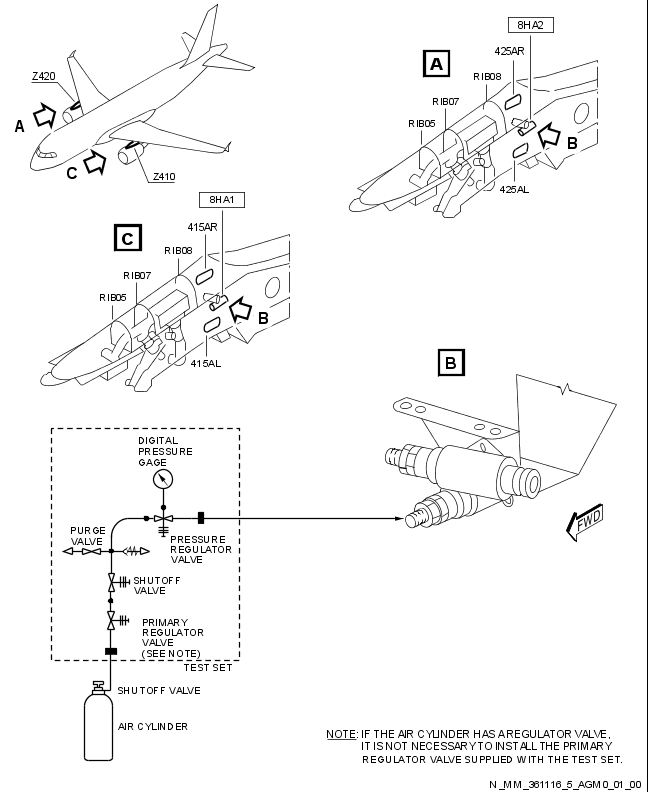 8HA2
A
425AR
Z420
RIB08
RIB07
A
RIB05
B
C
Z410
425AL
8HA1
C
415AR
RIB08
RIB07
RIB05
B
415AL
B
DIGITAL
PRESSURE
GAGE
FWD
PURGE
VALVE
PRESSURE
REGULATOR
VALVE
SHUTOFF
VALVE
PRIMARY
REGULATOR
VALVE
(SEE NOTE)
TEST SET
SHUTOFF VALVE
AIR CYLINDER
NOTE: IF THE AIR CYLINDER HAS A REGULATOR VALVE,
IT IS NOT NECESSARY TO INSTALL THE PRIMARY
REGULATOR VALVE SUPPLIED WITH THE TEST SET.
N_MM_361116_5_AGM0_01_00